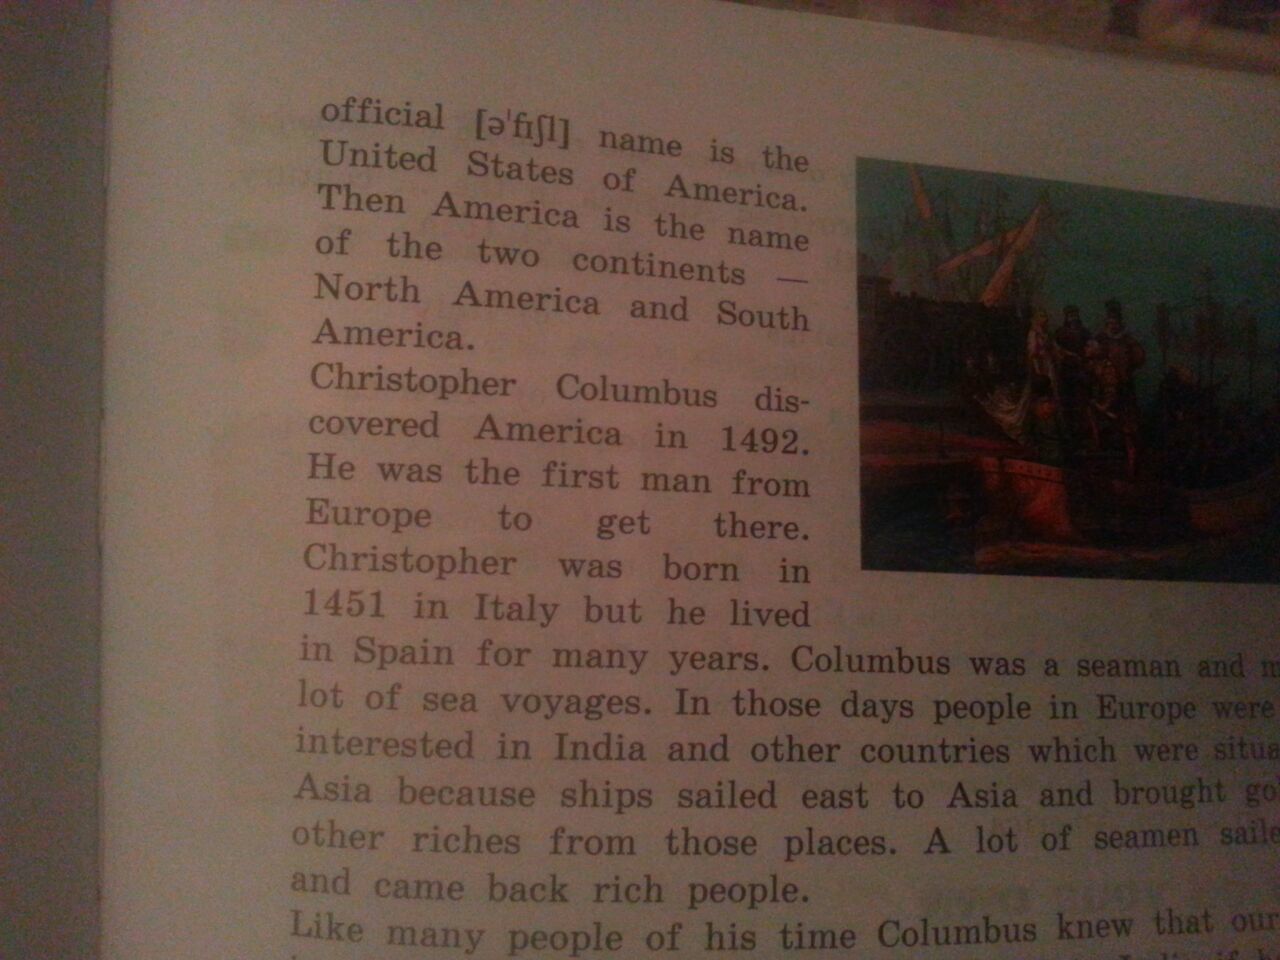 official [ə'fıʃl] name is the
United States of America.
Then America is the name
of the two continents —
North America and South
America.
Christopher Columbus dis-
covered America in 1492.
He was the first man from
Europe to get there.
Christopher was born in
1451 in Italy but he lived
in Spain for many years. Columbus was a seaman and
lot of sea voyages. In those days people in Europe were
interested in India and other countries which were situa
Asia because ships sailed east to Asia and brought go
other riches from those places. A lot of seamen saile
and came back rich people.
Like many people of his time Columbus knew that our